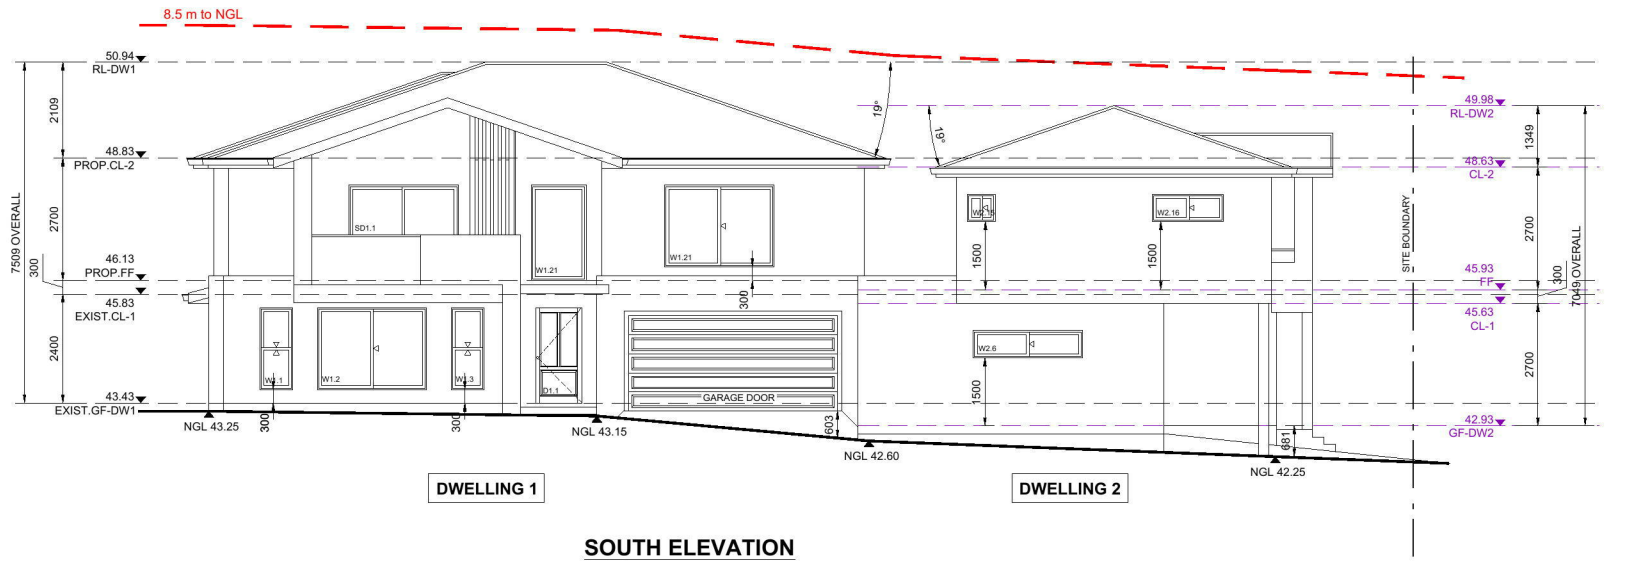 8.5 m to NGL
50.94
RL-DW1
2109
48.83
PROP.CL-2
7509 OVERALL
2700
46.13
PROP.FF
300
45.83
EXIST.CL-1
2400
43.43
EXIST.GF-DW1
NGL 43.25
300
300
NGL 43.15
603
NGL 42.60
NGL 42.25
681
SD1.1
W1.21
W1.21
300
W1.1
W1.2
W1.3
D1.1
GARAGE DOOR
19°
19°
W2.15
W2.16
1500
1500
W2.6
1500
SITE BOUNDARY
49.98
RL-DW2
1349
48.63
CL-2
2700
7049 OVERALL
45.93
FF
300
45.63
CL-1
2700
42.93
GF-DW2
DWELLING 1
DWELLING 2
SOUTH ELEVATION